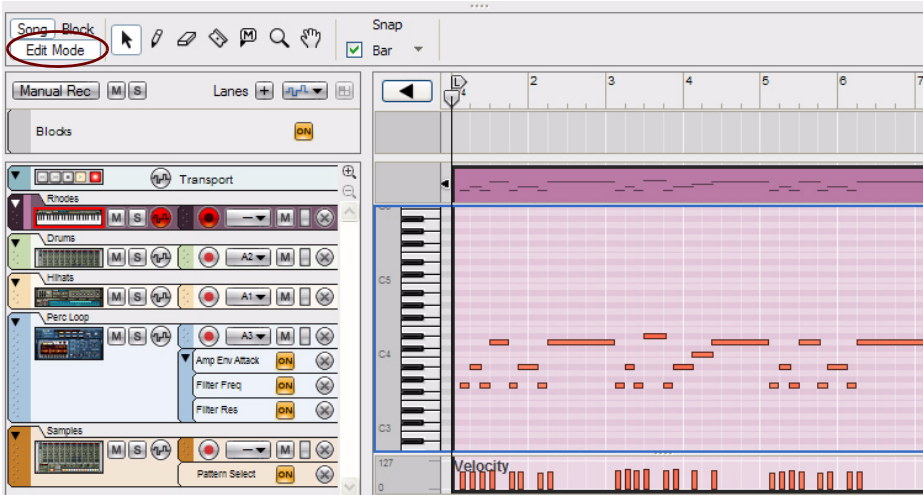 Song Block
Edit Mode
Snap
Bar
Manual Rec M S Lanes
Blocks ON
L
4 2 3 4 5 6 7
Transport
Rhodes
M S M
Drums
M S A2 M
Hihats
M S A1 M
Perc Loop
M S A3 M
Amp Env Attack ON
Filter Freq ON
Filter Res ON
Samples
M S M
Pattern Select ON
C5
C4
C3
127
Velocity
0